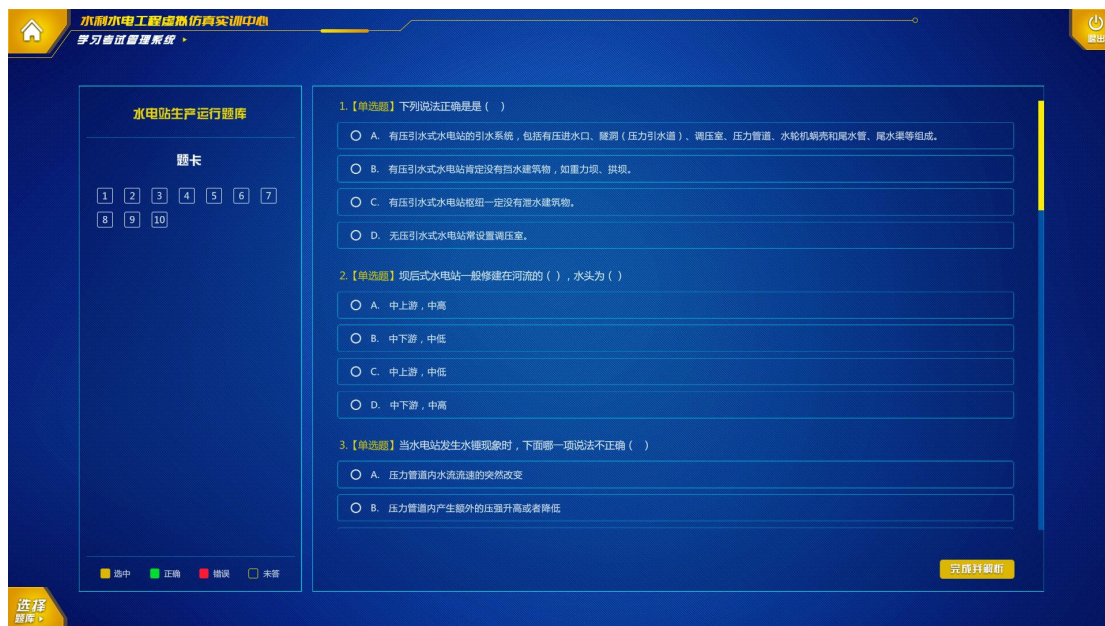 水利水电工程虚拟仿真实训中心
学习考试管理系统
退出
水电站生产运行题库
题卡
1 2 3 4 5 6 7
8 9 10
选中 正确 错误 未答
1.【单选题】下列说法正确是是( )
A. 有压引水式水电站的引水系统,包括有压进水口、隧洞(压力引水道)、调压室、压力管道、水轮机蜗壳和尾水管、尾水渠等组成。
B. 有压引水式水电站肯定没有挡水建筑物,如重力坝、拱坝。
C. 有压引水式水电站枢纽一定没有泄水建筑物。
D. 无压引水式水电站常设置调压室。
2.【单选题】坝后式水电站一般修建在河流的( ),水头为( )
A. 中上游,中高
B. 中下游,中低
C. 中上游,中低
D. 中下游,中高
3.【单选题】当水电站发生水锤现象时,下面哪一项说法不正确( )
A. 压力管道内水流流速的突然改变
B. 压力管道内产生额外的压强升高或者降低
完成并解析
选择
题库